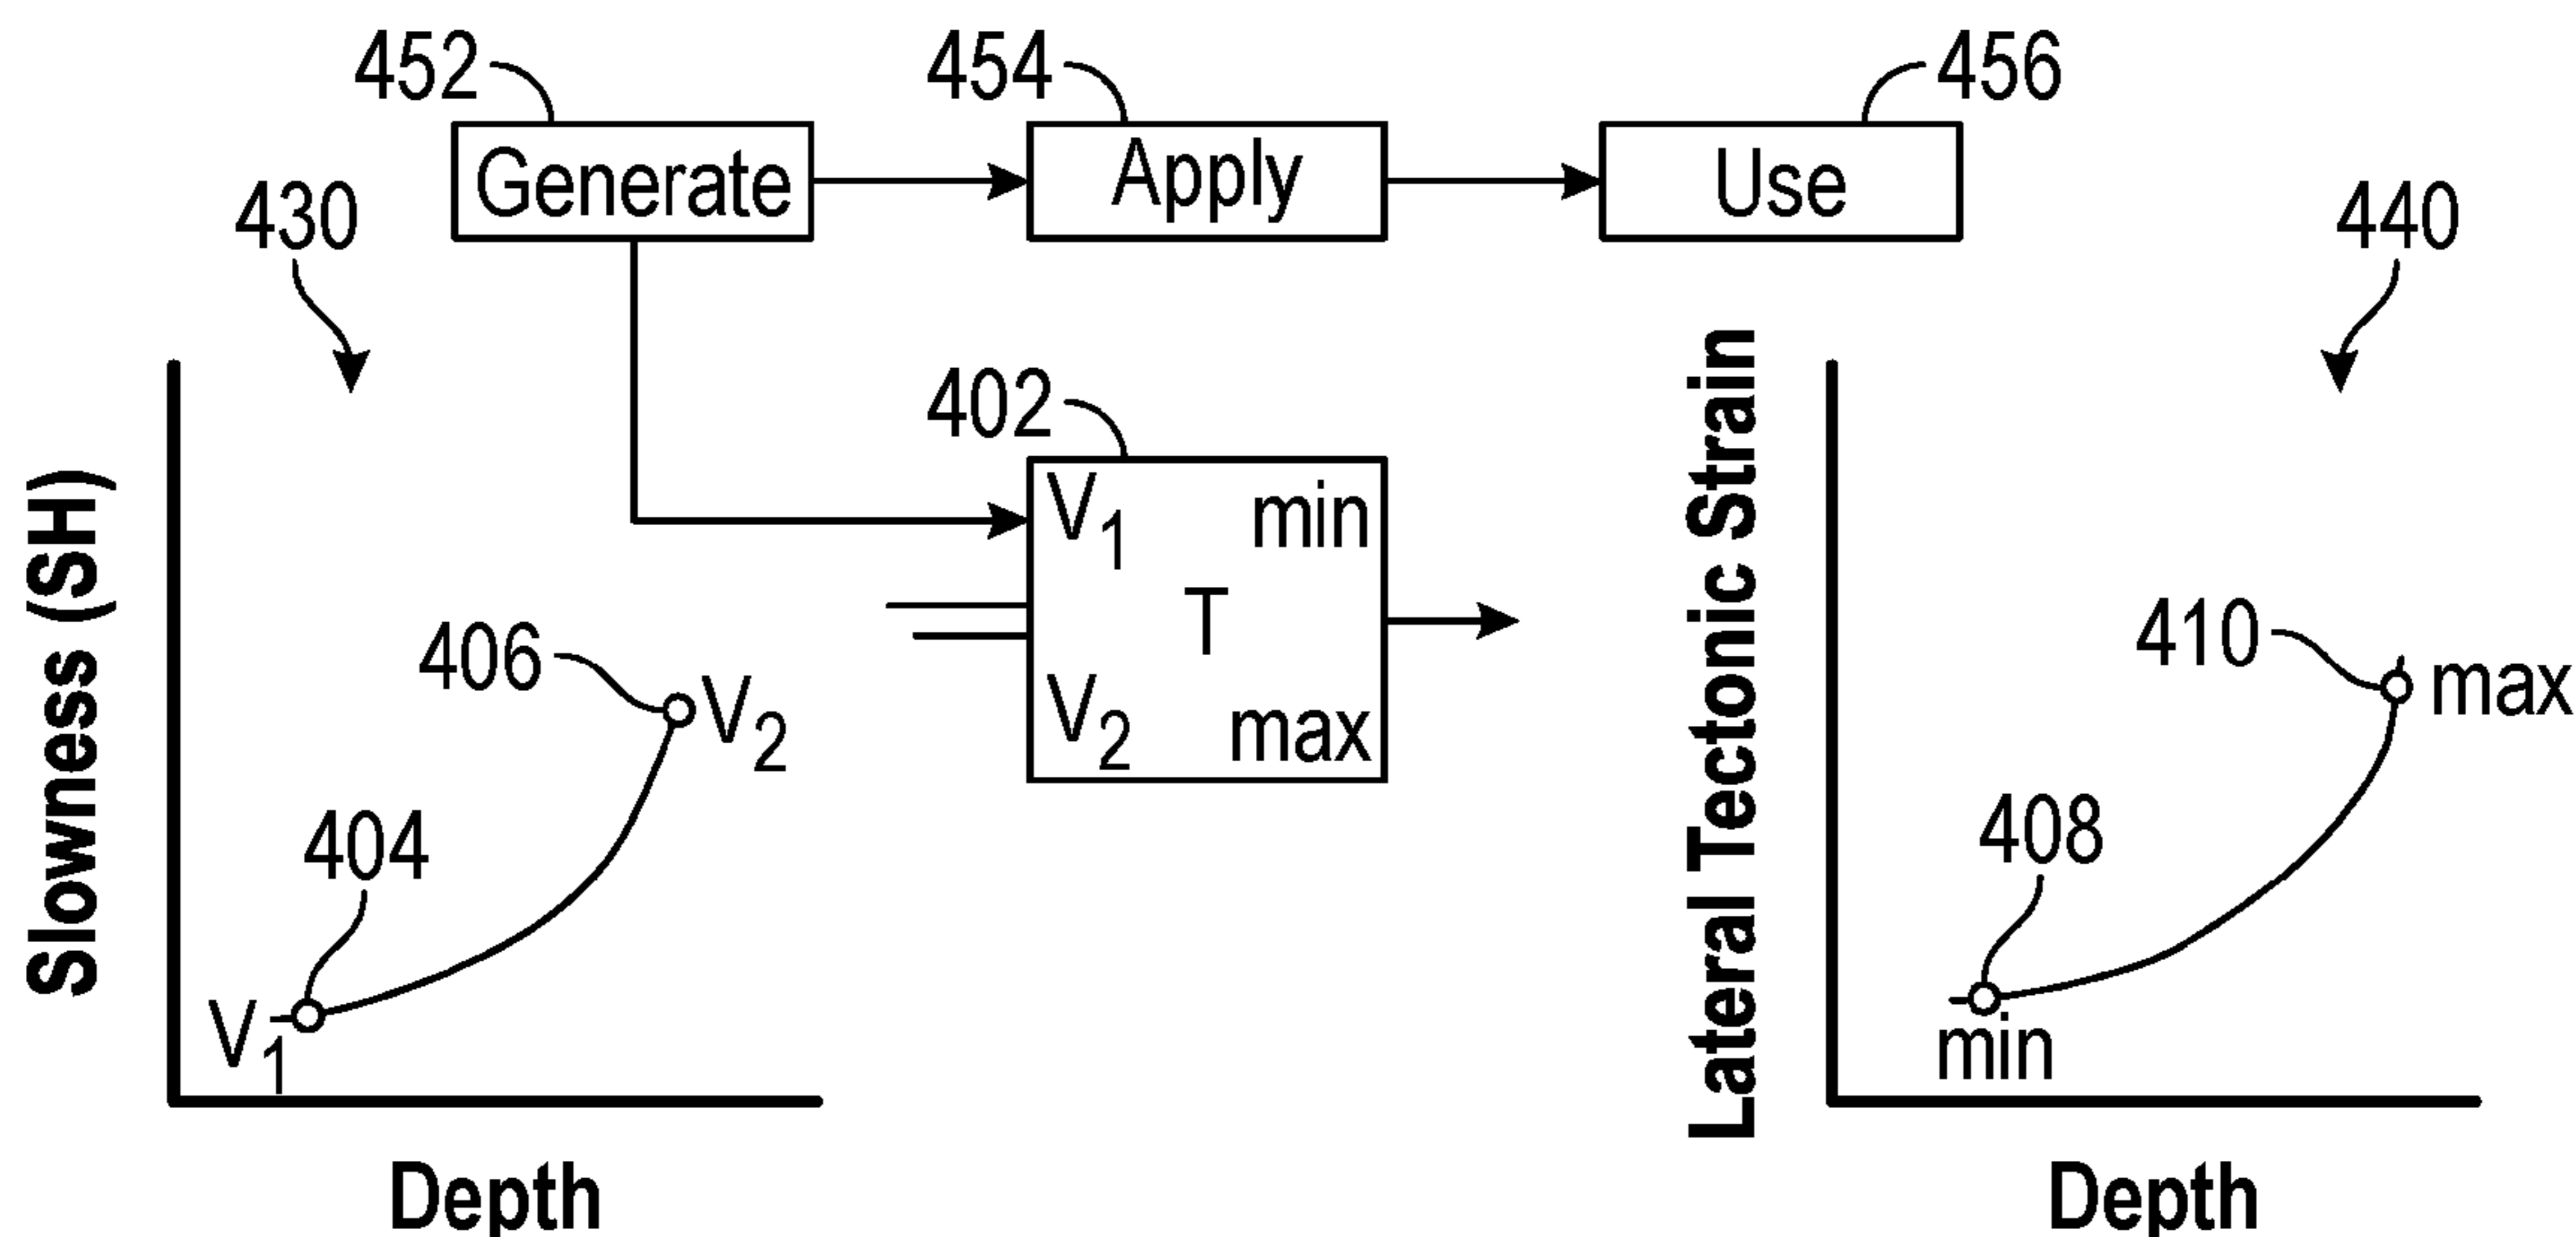 452
454
456
Generate
Apply
Use
430
440
402
V1
min
T
V2
max
Slowness (SH)
406
V2
404
V1
Depth
Lateral Tectonic Strain
410
max
408
min
Depth